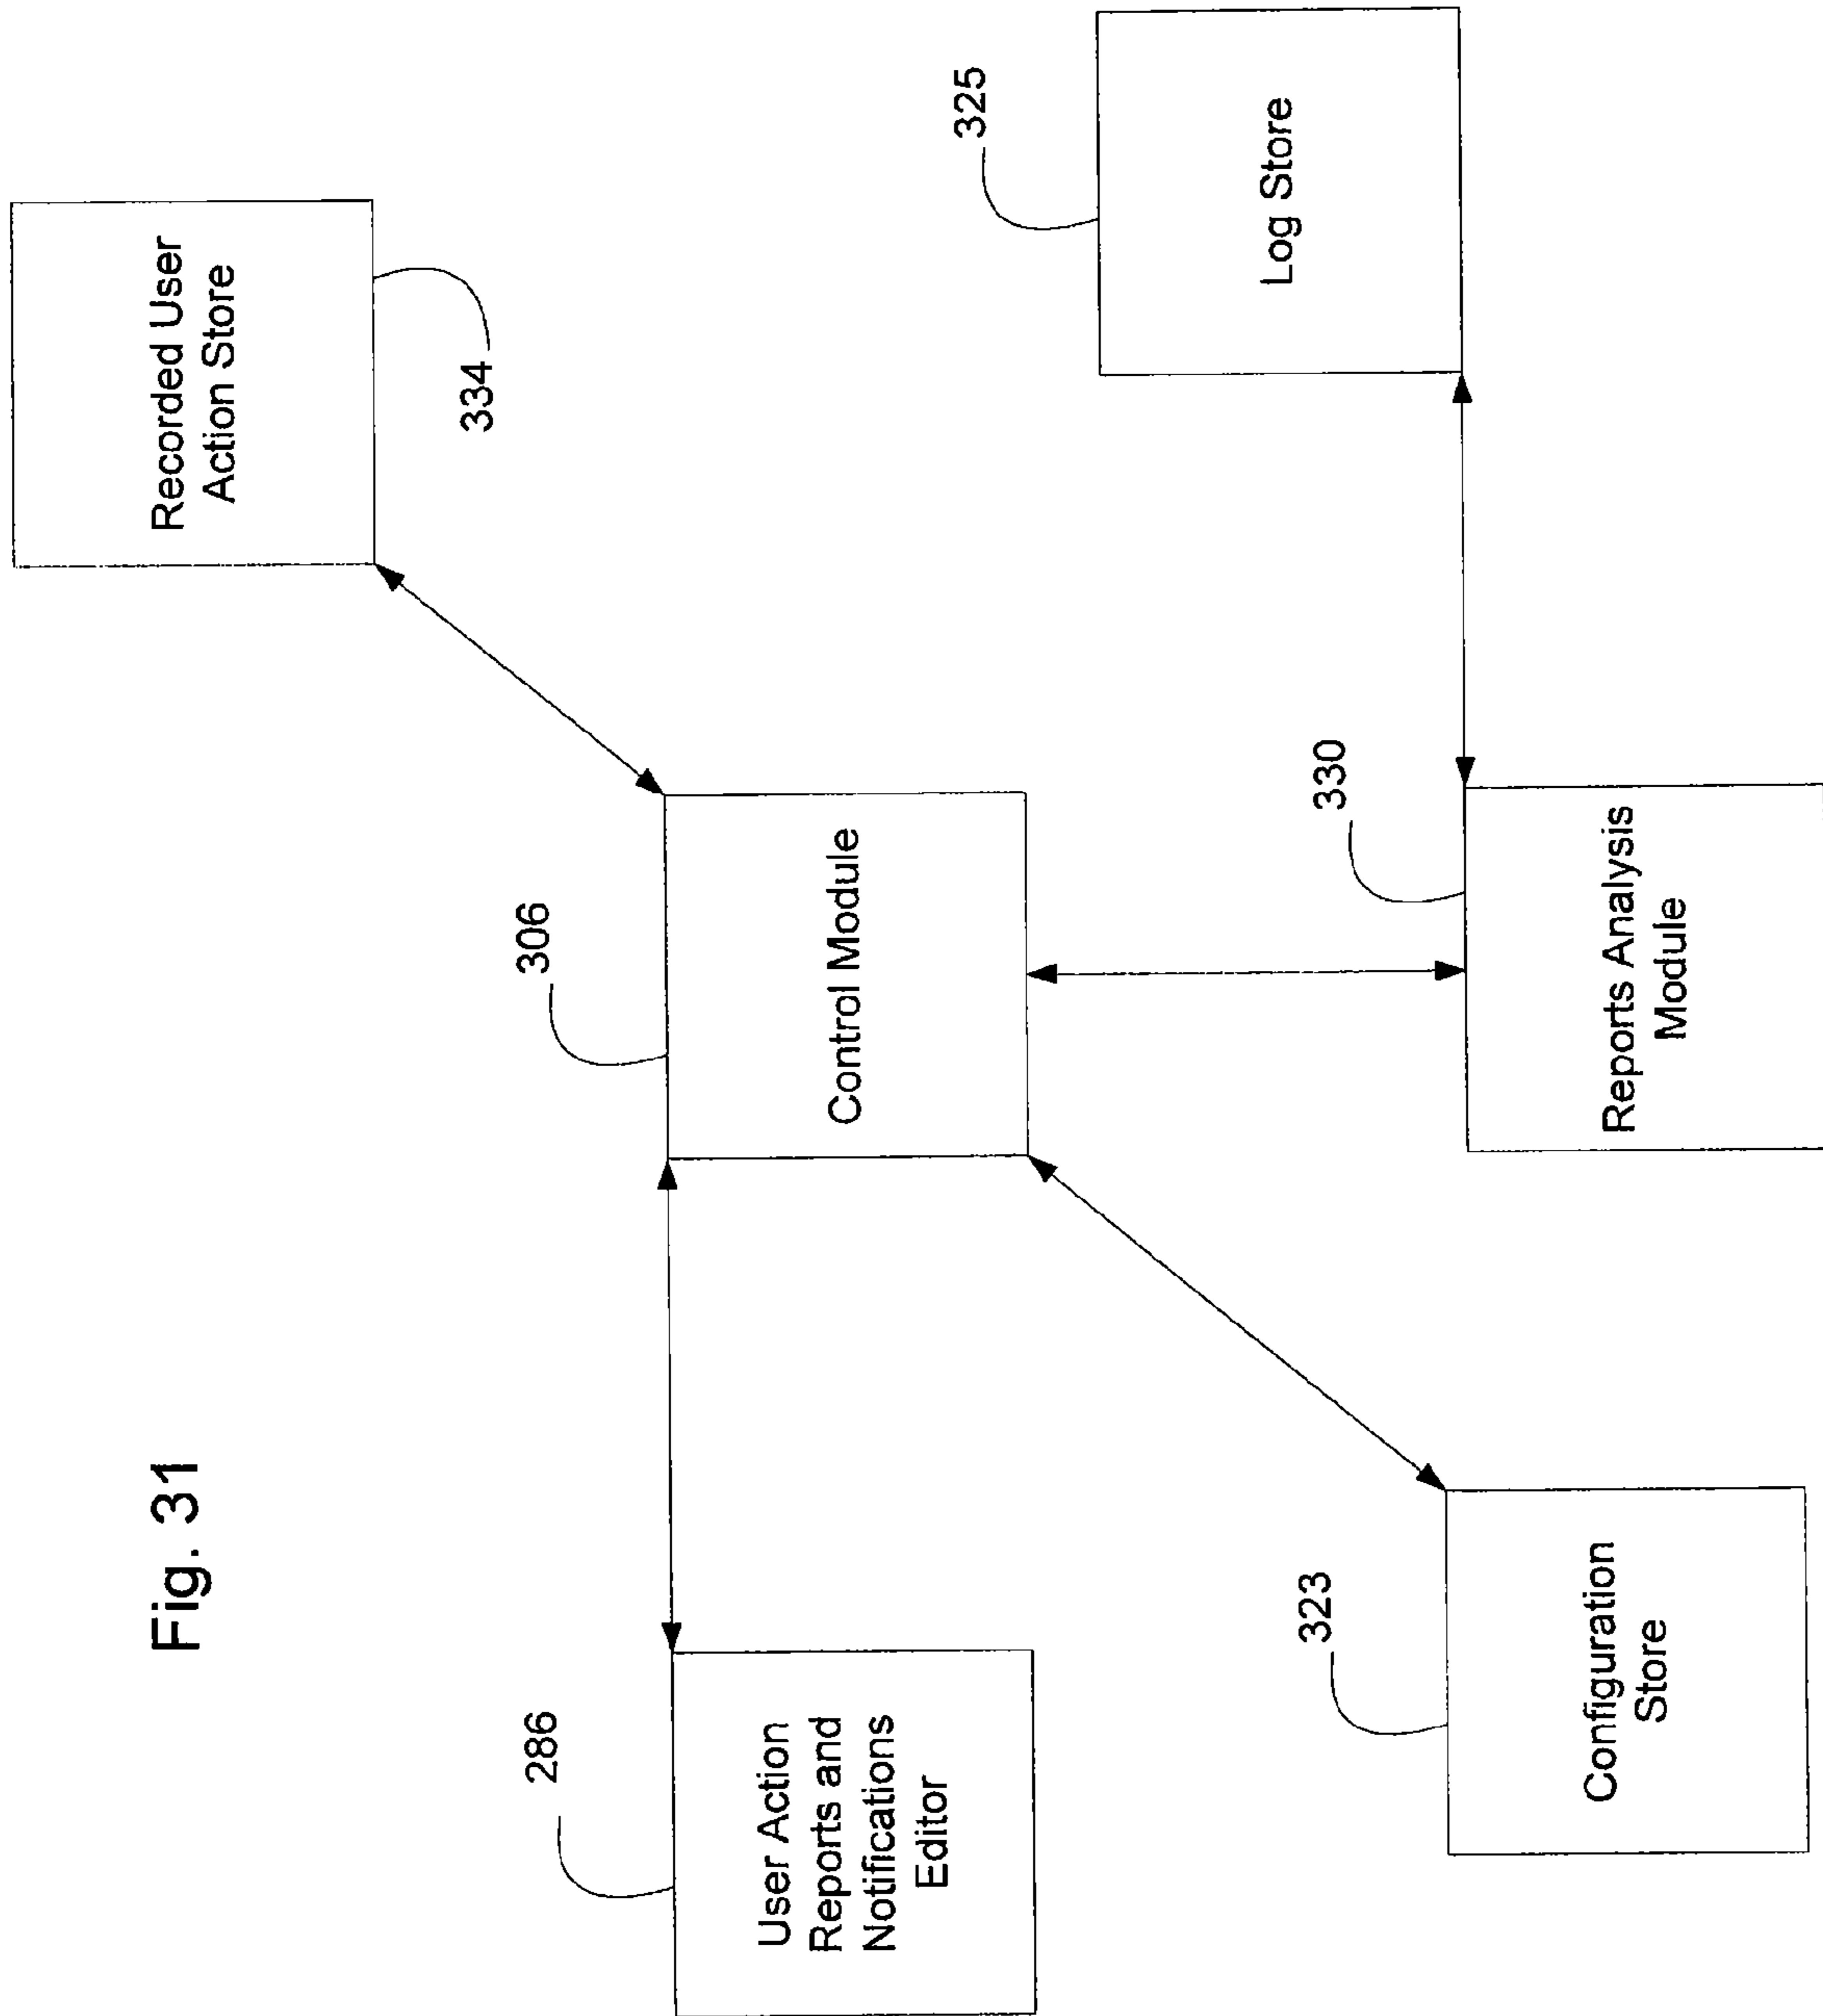 Fig. 31
286
User Action
Reports and
Notifications
Editor
306
Control Module
334
Recorded User
Action Store
323
Configuration
Store
330
Reports Analysis
Module
325
Log Store